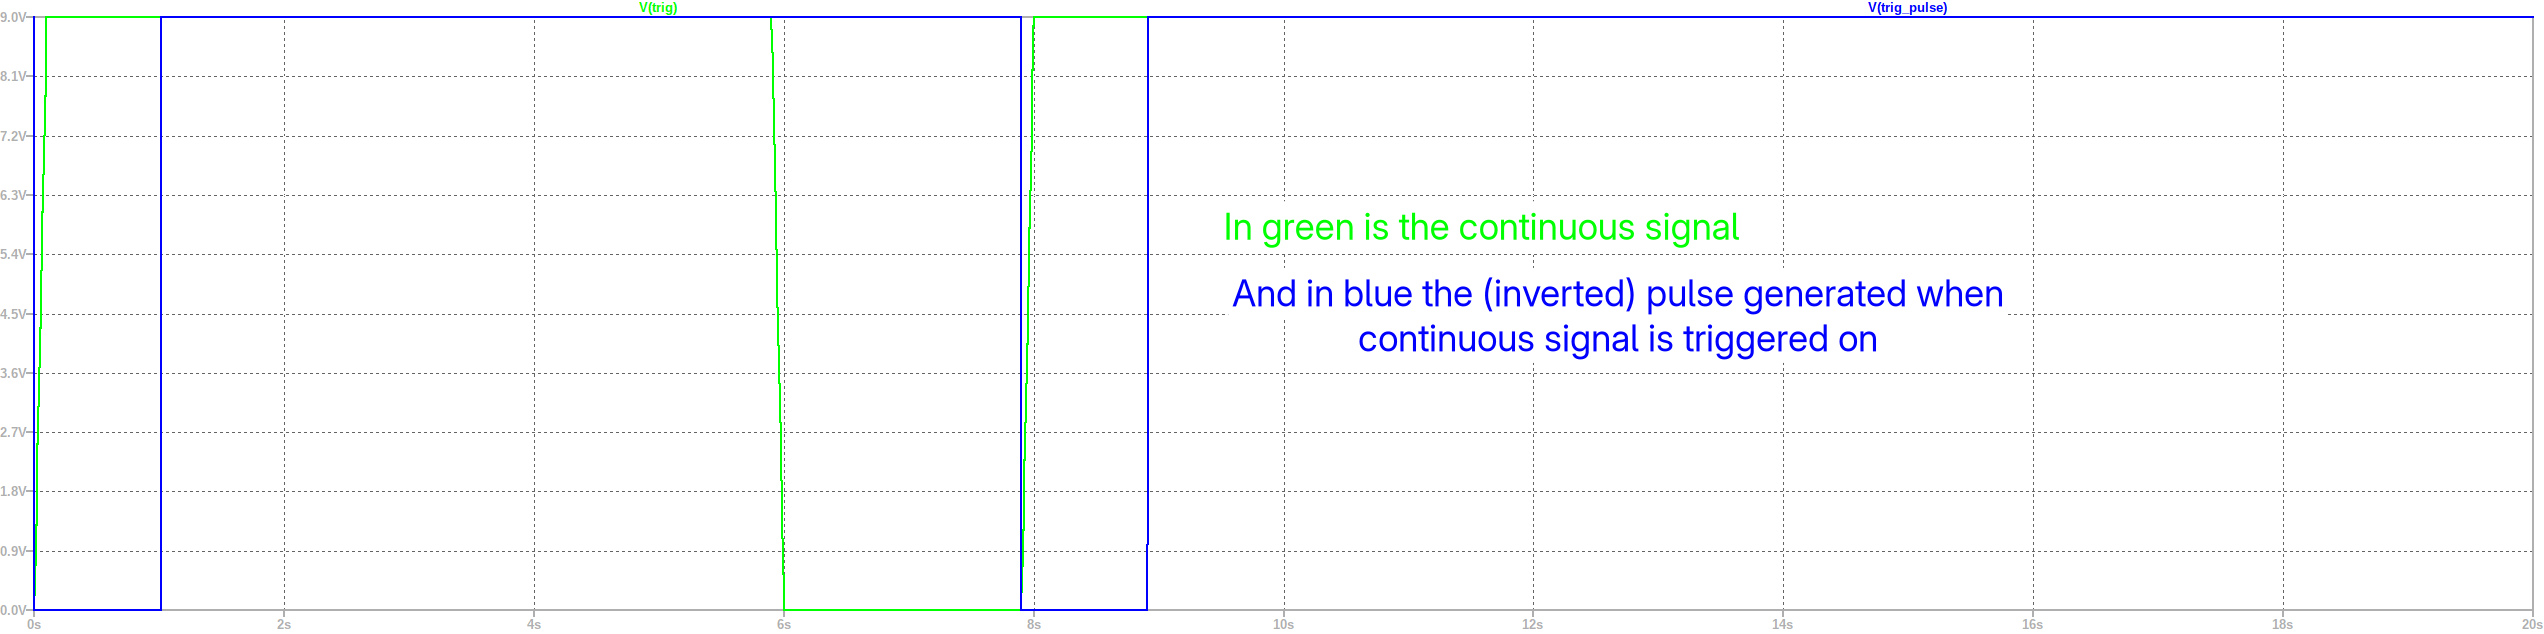 V(trig) V(trig_pulse)
9.0V
8.1V
7.2V
6.3V
5.4V
4.5V
3.6V
2.7V
1.8V
0.9V
0.0V
In green is the continuous signal
And in blue the (inverted) pulse generated when
continuous signal is triggered on
0s 2s 4s 6s 8s 10s 12s 14s 16s 18s 20s